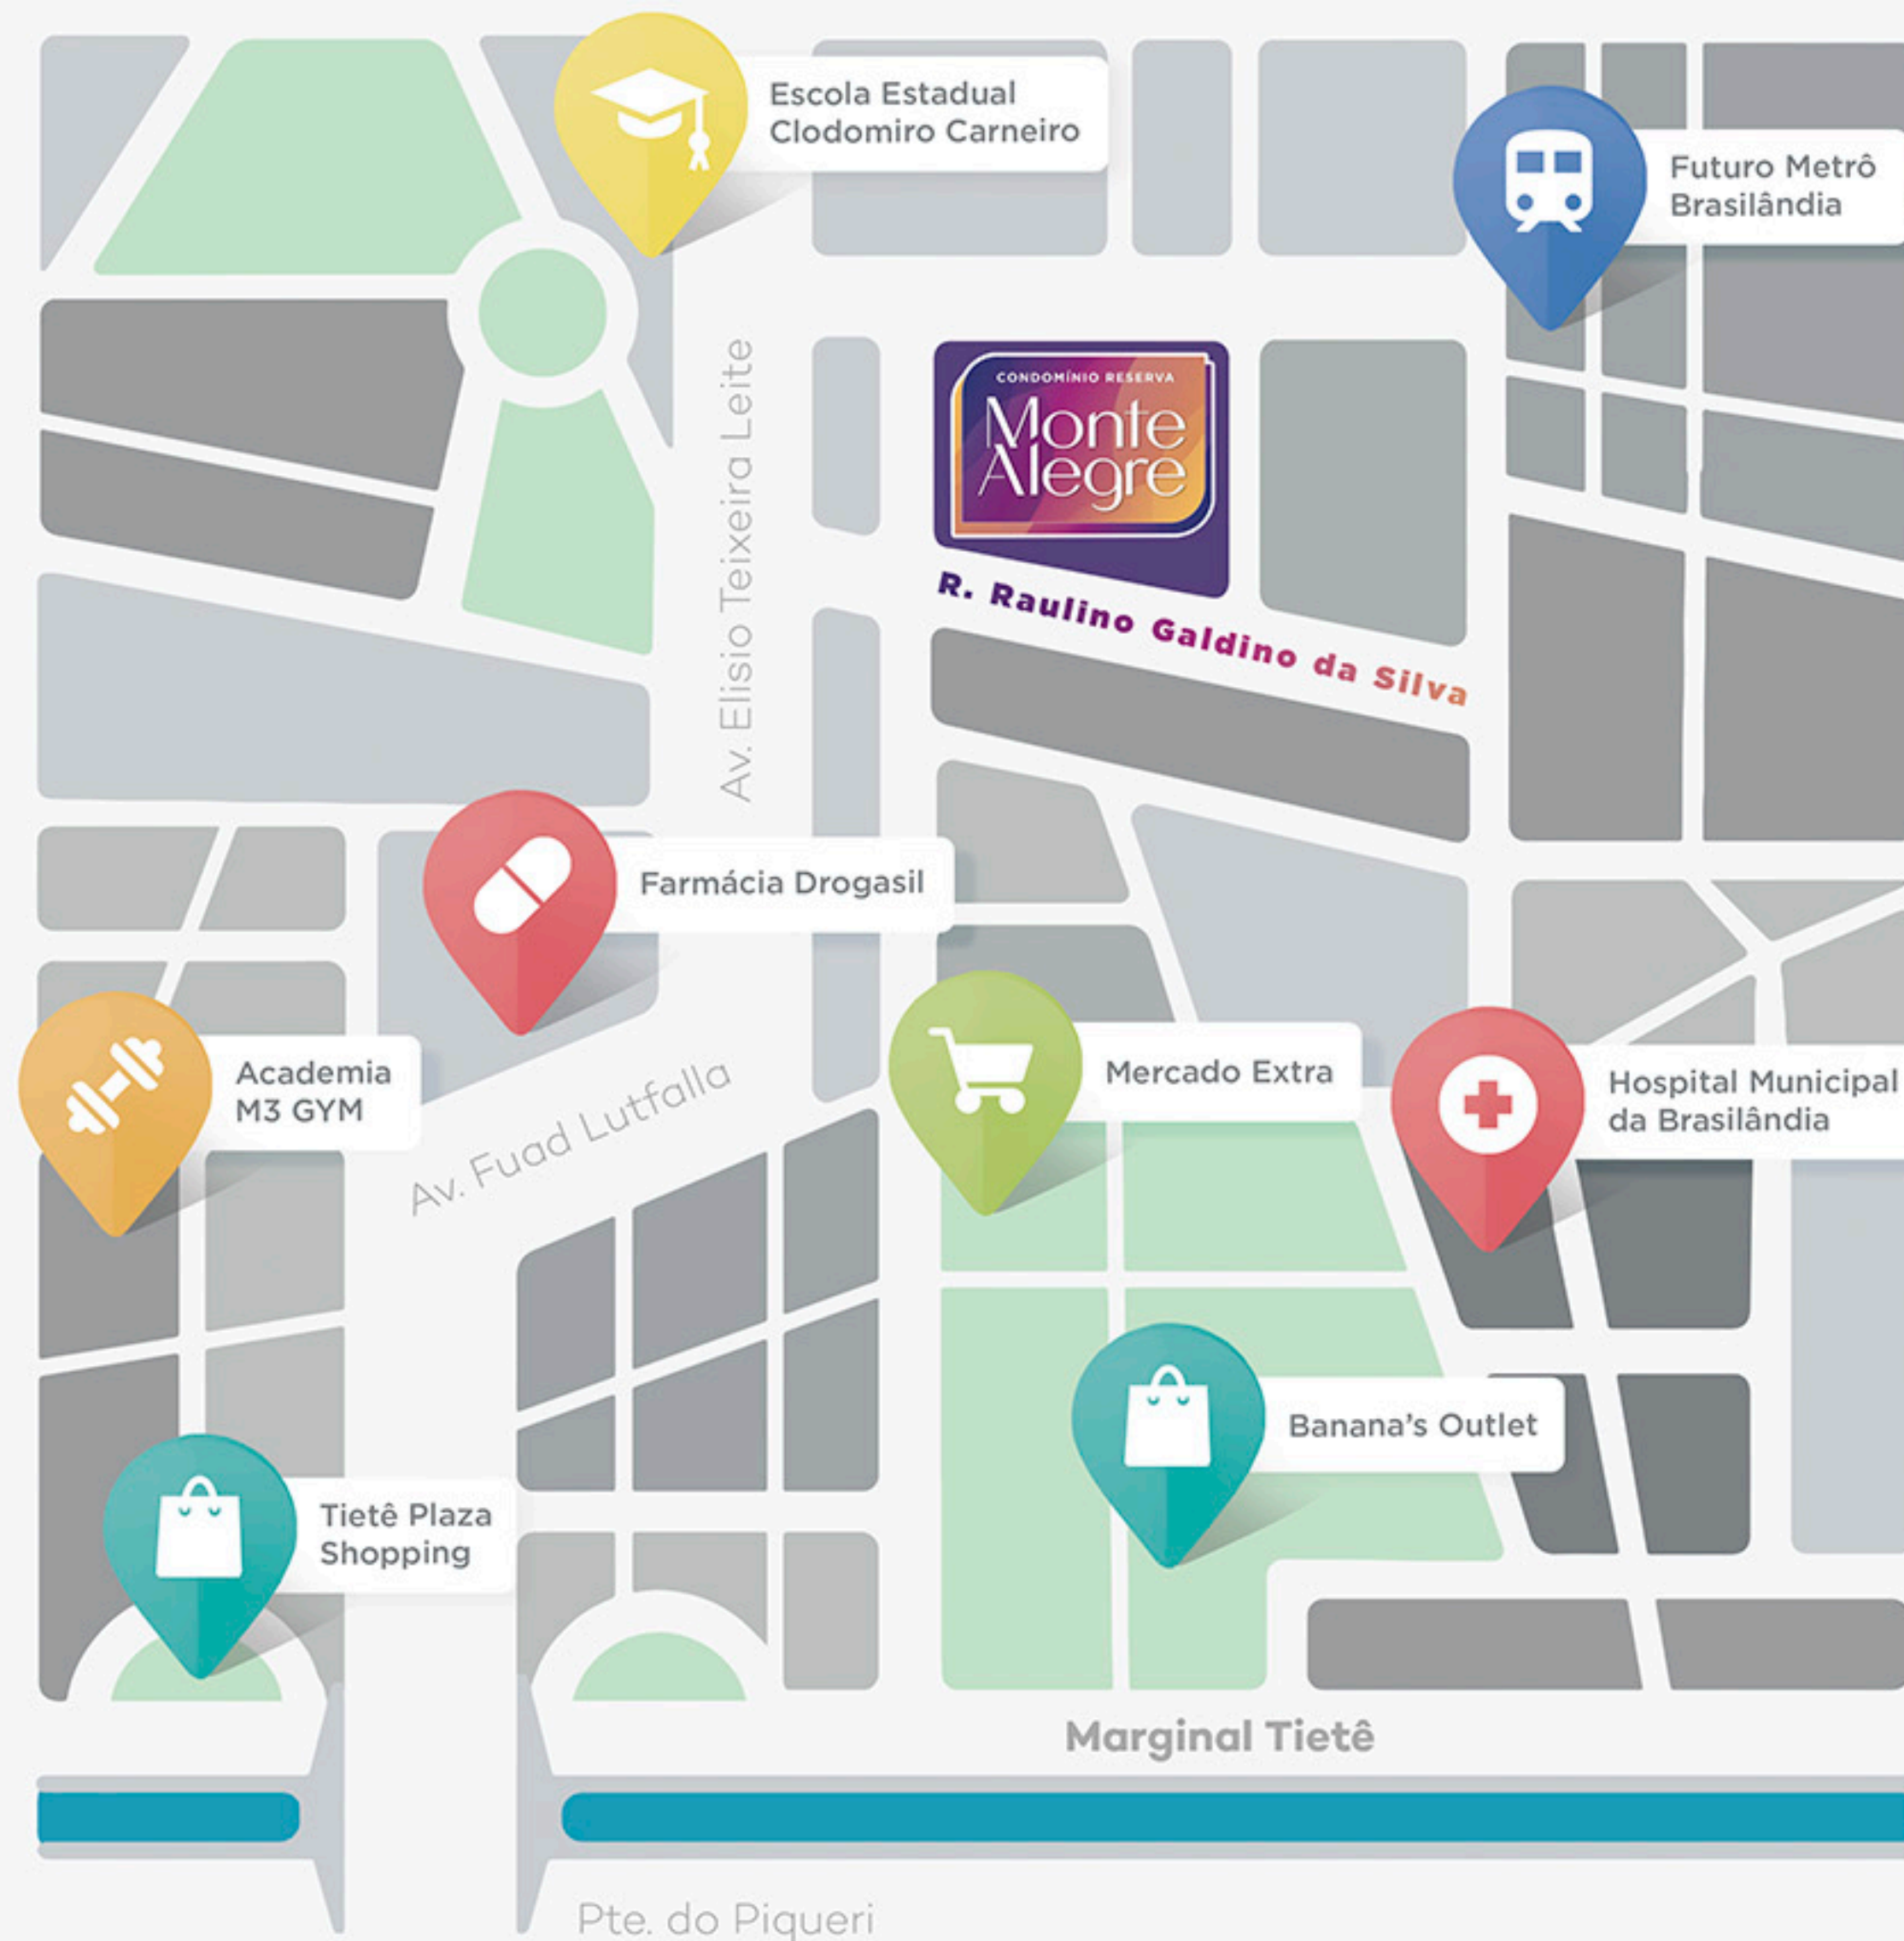 Escola Estadual
Clodomiro Carneiro
Futuro Metrô
Brasilândia
CONDOMÍNIO RESERVA
Monte
Alegre
R. Raulino Galdino da Silva
Av. Elisio Teixeira Leite
Farmácia Drogasil
Academia
M3 GYM
Av. Fuad Lutfalla
Mercado Extra
Hospital Municipal
da Brasilândia
Banana's Outlet
Tietê Plaza
Shopping
Marginal Tietê
Pte. do Piqueri